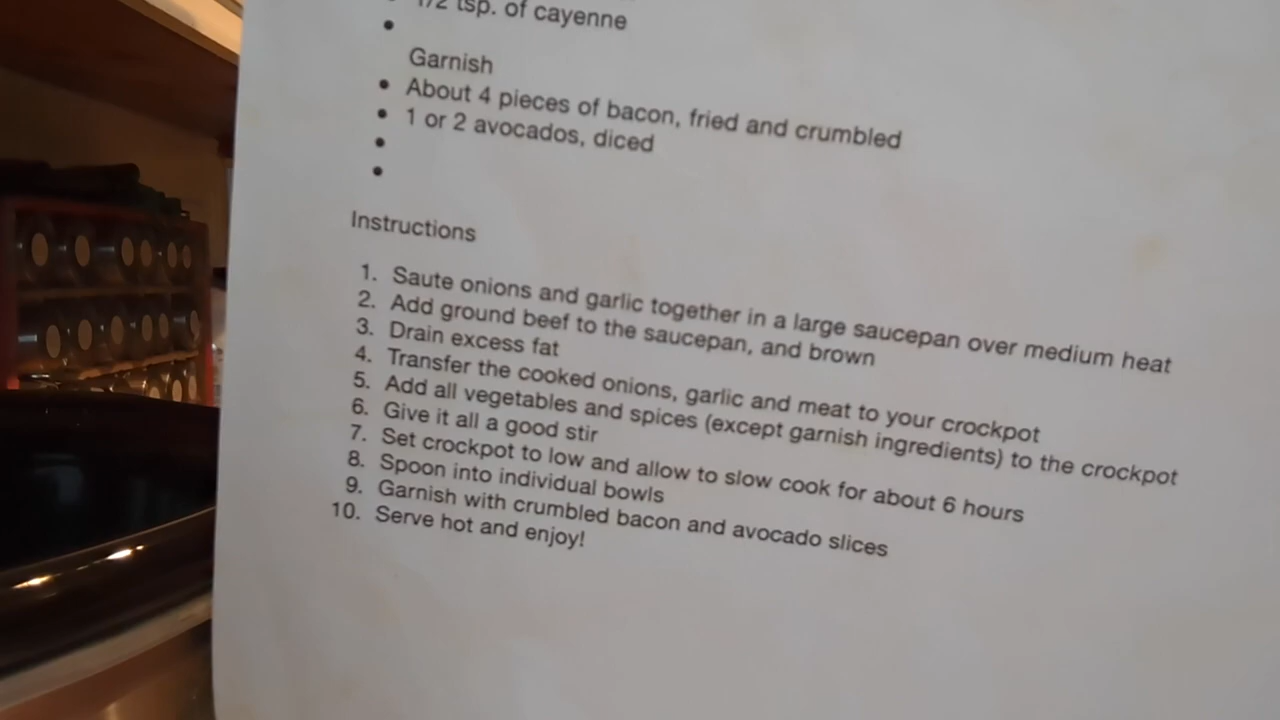 1/2 tsp. of cayenne
Garnish
About 4 pieces of bacon, fried and crumbled
1 or 2 avocados, diced
Instructions
1. Saute onions and garlic together in a large saucepan over medium heat
2. Add ground beef to the saucepan, and brown
3. Drain excess fat
4. Transfer the cooked onions, garlic and meat to your crockpot
5. Add all vegetables and spices (except garnish ingredients) to the crockpot
6. Give it all a good stir
7. Set crockpot to low and allow to slow cook for about 6 hours
8. Spoon into individual bowls
9. Garnish with crumbled bacon and avocado slices
10. Serve hot and enjoy!